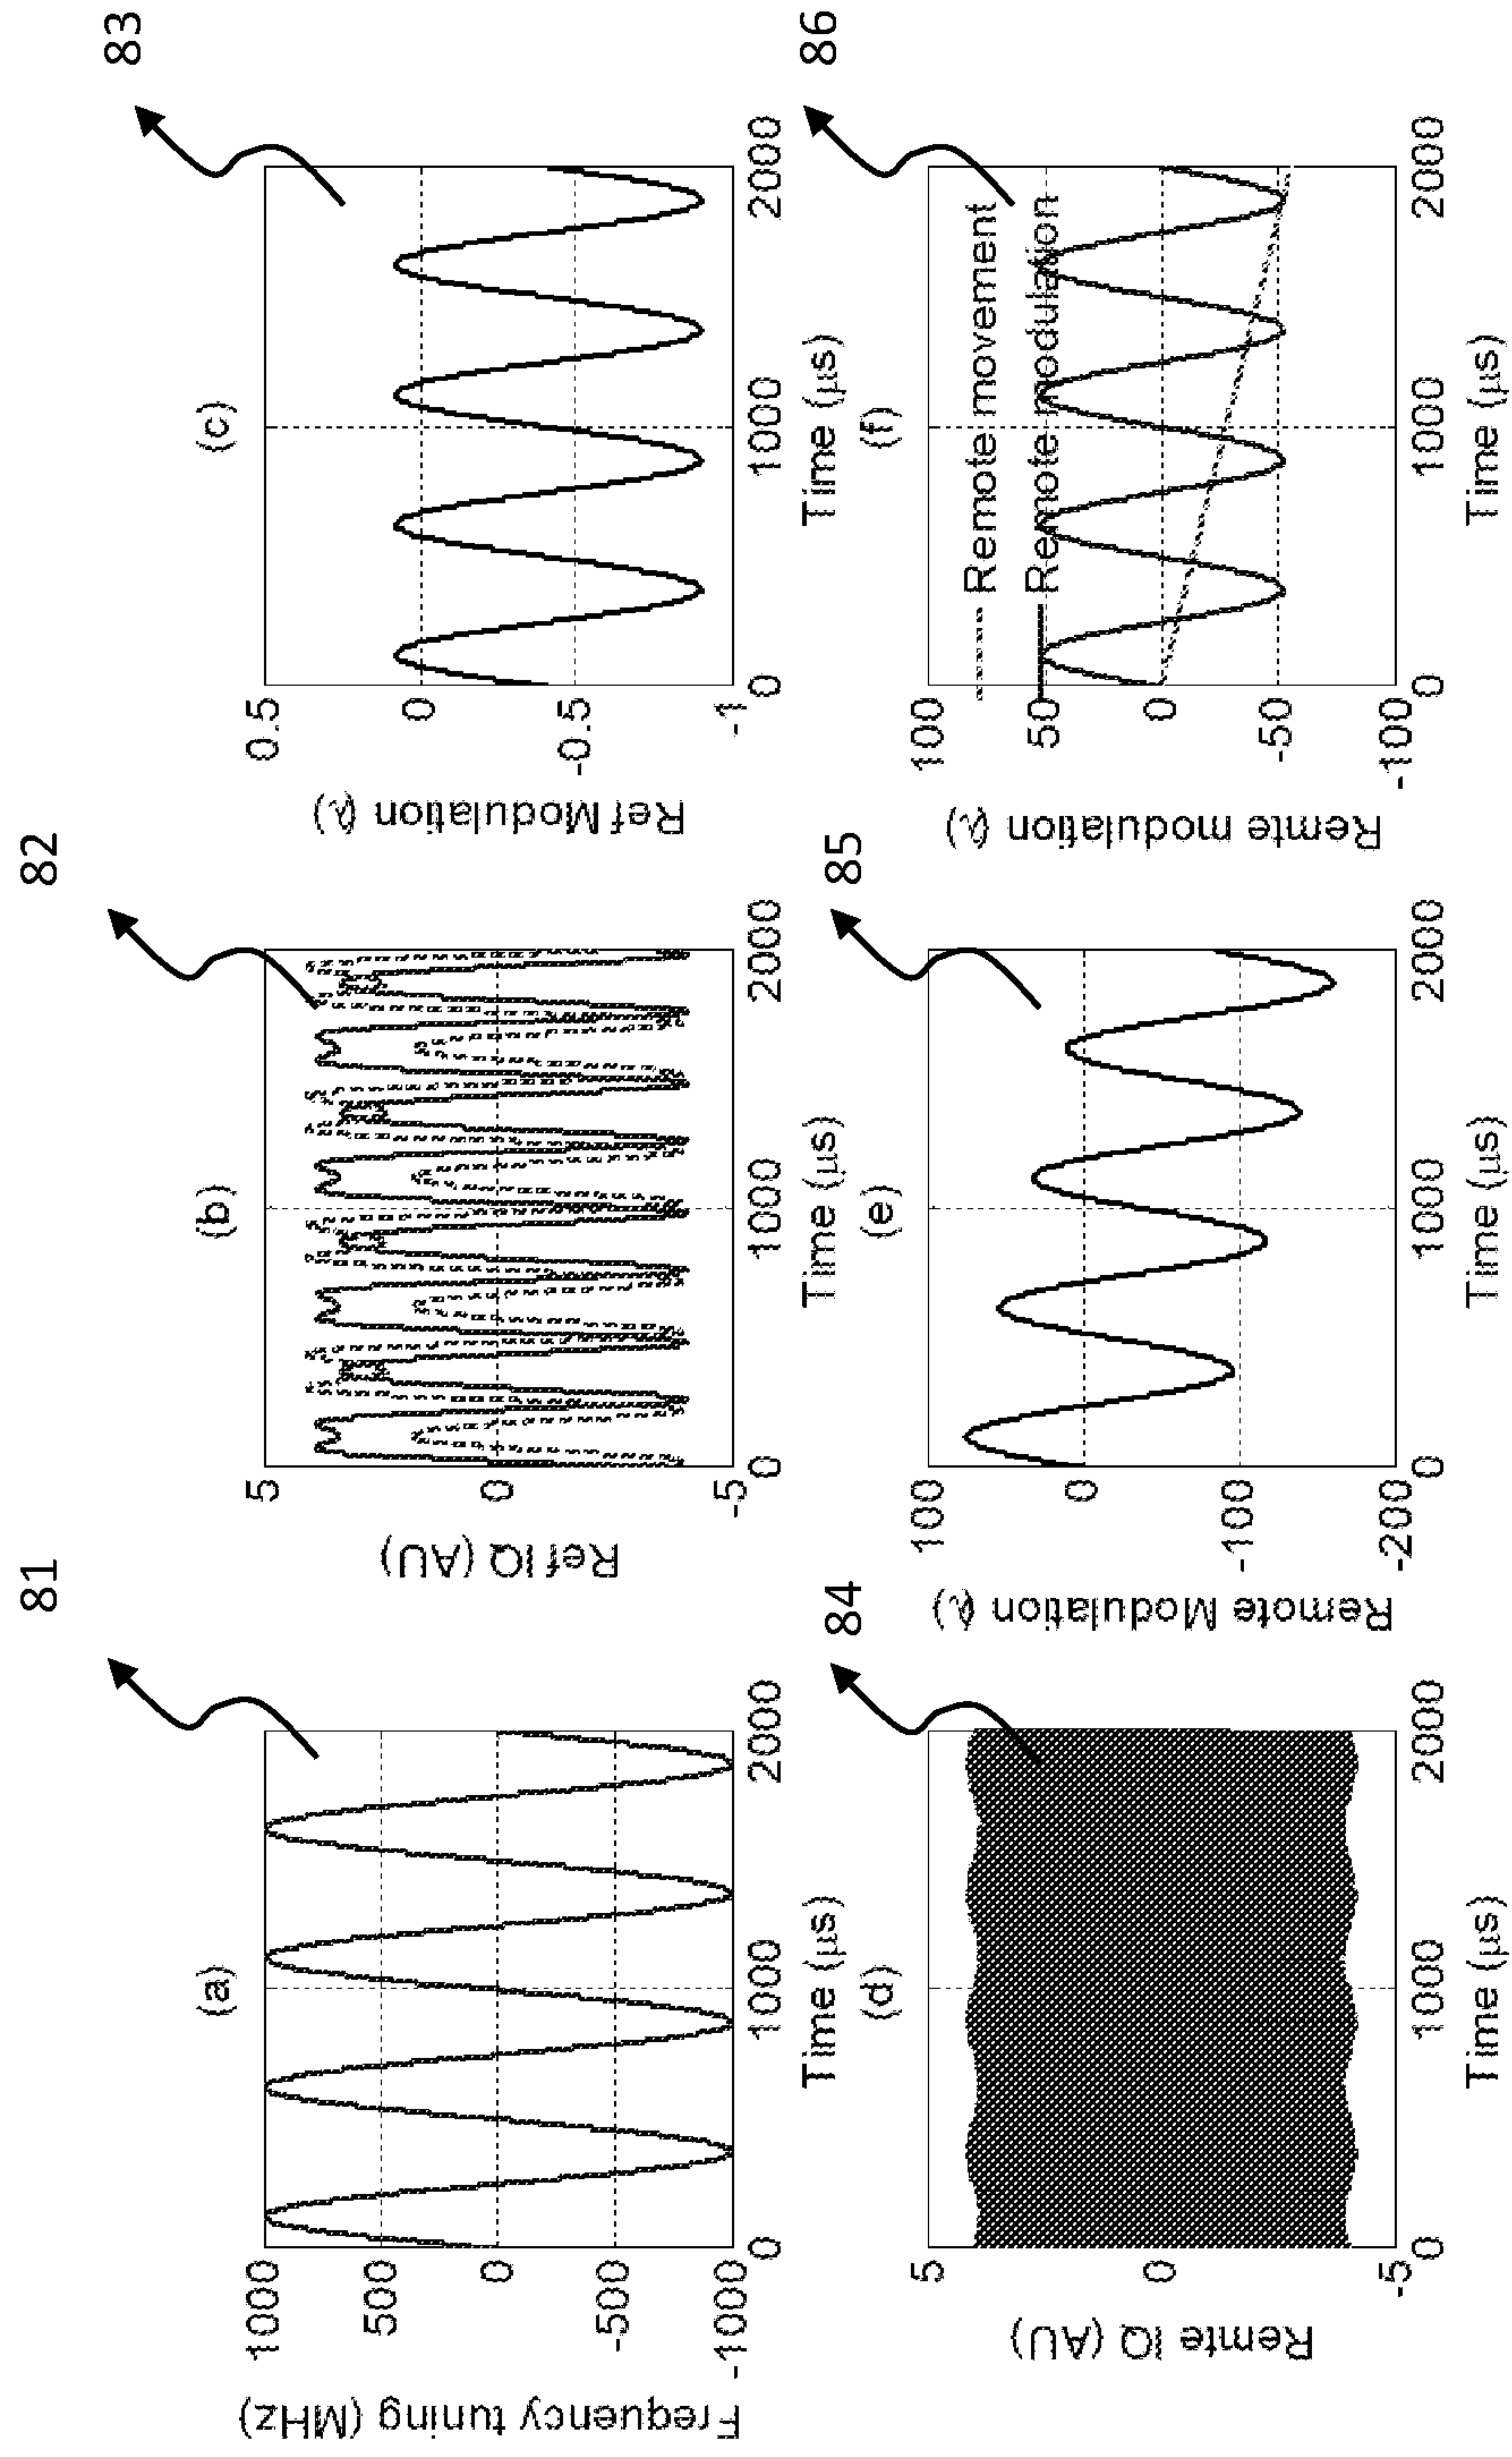 81
(a)
1000
500
0
-500
-1000
Frequency tuning (MHz)
0
1000
2000
Time (µs)
82
(b)
5
0
-5
Ref IQ (AU)
0
1000
2000
Time (µs)
83
(c)
0.5
0
-0.5
-1
Ref Modulation (λ)
0
1000
2000
Time (µs)
84
(d)
5
0
-5
Remte IQ (AU)
0
1000
2000
Time (µs)
85
(e)
100
0
-100
-200
Remote Modulation (λ)
0
1000
2000
Time (µs)
86
(f)
100
50
0
-50
-100
Remte modulation (λ)
Remote movement
Remote modulation
0
1000
2000
Time (µs)